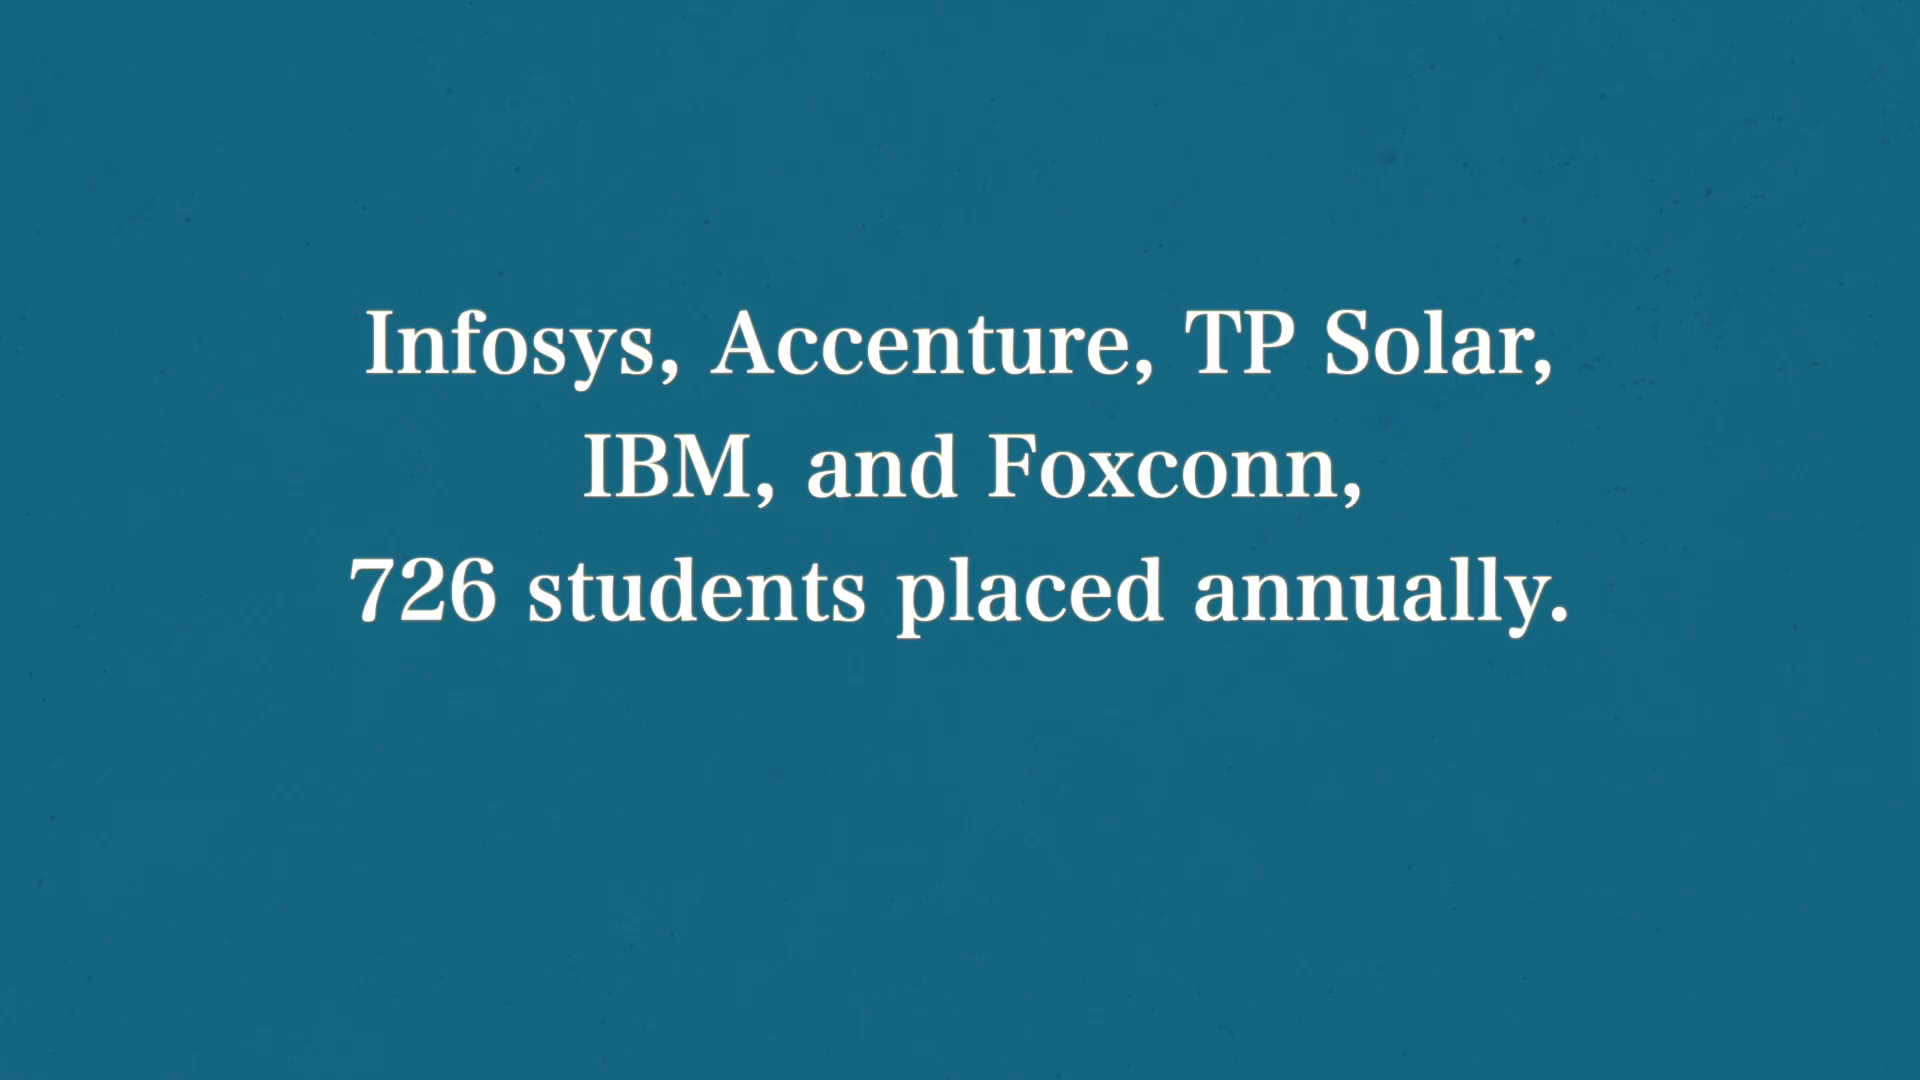 Infosys, Accenture, TP Solar,
IBM, and Foxconn,
726 students placed annually.